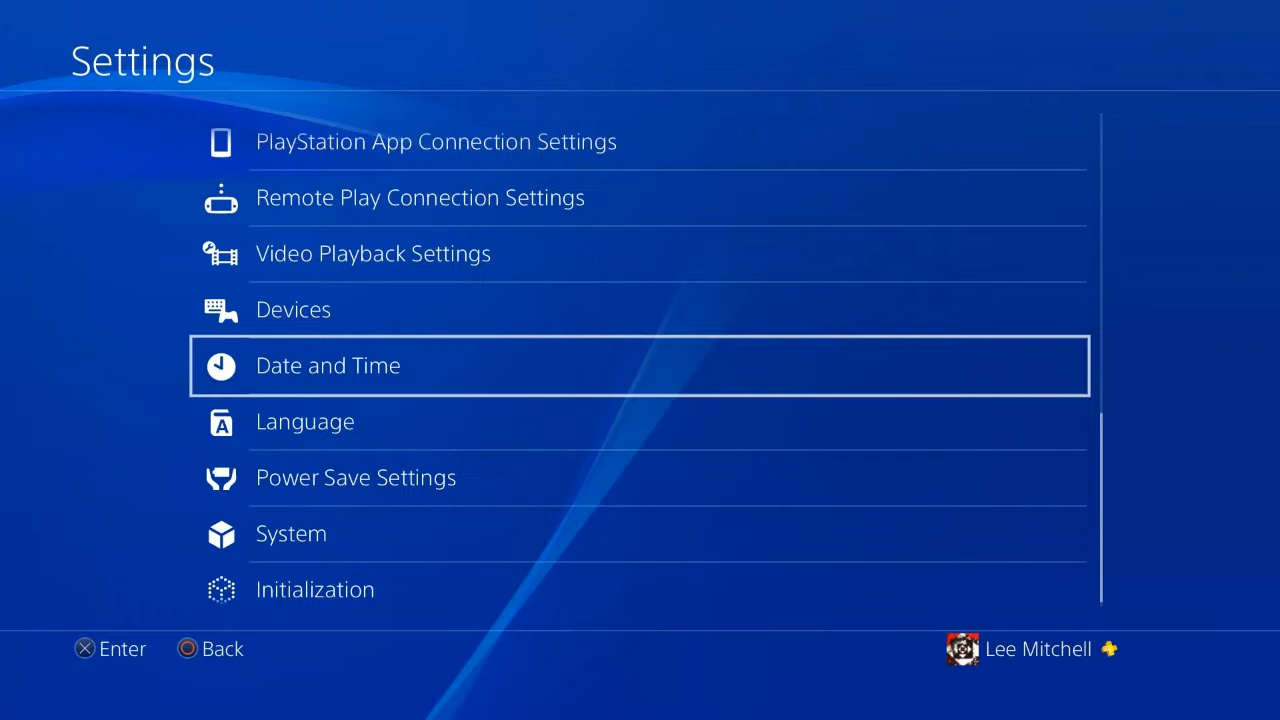 Settings
PlayStation App Connection Settings
Remote Play Connection Settings
Video Playback Settings
Devices
Date and Time
Language
Power Save Settings
System
Initialization
Enter Back Lee Mitchell